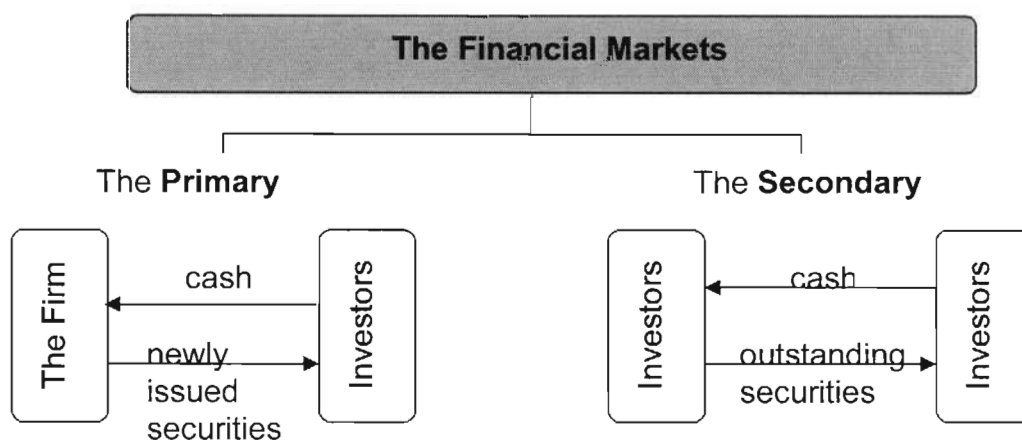 The Financial Markets
The Primary
The Secondary
The Firm
cash
newly
issued
securities
Investors
Investors
cash
outstanding
securities
Investors